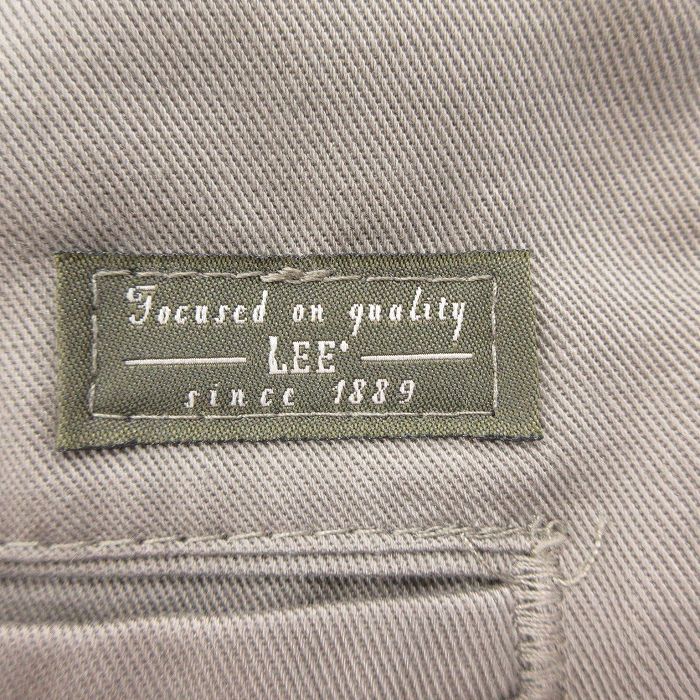 Focused on quality
LEE
since 1889